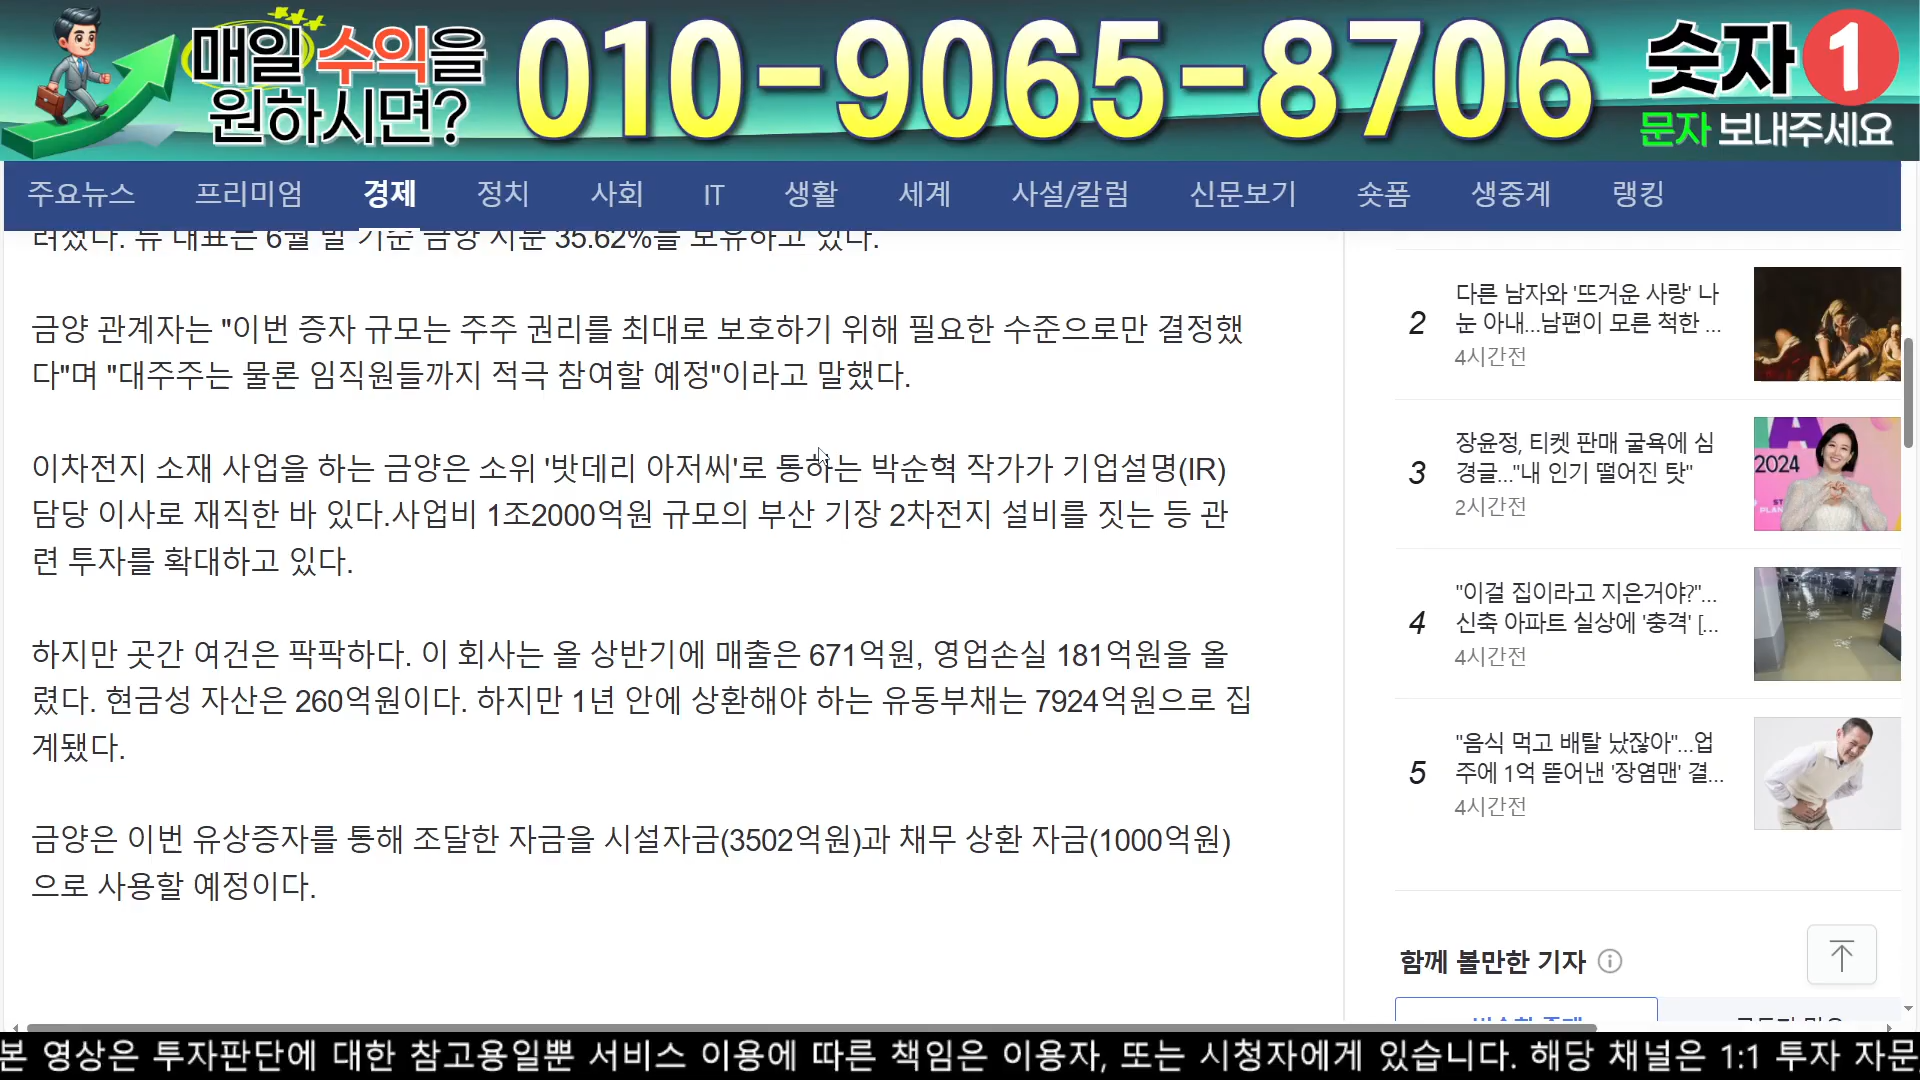 매일 수익을
원하시면?
010-9065-8706
숫자 1
문자 보내주세요
주요뉴스 프리미엄 경제 정치 사회 IT 생활 세계 사설/칼럼 신문보기 숏폼 생중계 랭킹
러졌다. 류 대표는 6월 말 기준 금양 지분 35.62%를 보유하고 있다.
금양 관계자는 "이번 증자 규모는 주주 권리를 최대로 보호하기 위해 필요한 수준으로만 결정했
다"며 "대주주는 물론 임직원들까지 적극 참여할 예정"이라고 말했다.
이차전지 소재 사업을 하는 금양은 소위 '밧데리 아저씨'로 통하는 박순혁 작가가 기업설명(IR)
담당 이사로 재직한 바 있다.사업비 1조2000억원 규모의 부산 기장 2차전지 설비를 짓는 등 관
련 투자를 확대하고 있다.
하지만 곳간 여건은 팍팍하다. 이 회사는 올 상반기에 매출은 671억원, 영업손실 181억원을 올
렸다. 현금성 자산은 260억원이다. 하지만 1년 안에 상환해야 하는 유동부채는 7924억원으로 집
계됐다.
금양은 이번 유상증자를 통해 조달한 자금을 시설자금(3502억원)과 채무 상환 자금(1000억원)
으로 사용할 예정이다.
2
다른 남자와 '뜨거운 사랑' 나
눈 아내...남편이 모른 척한 ...
4시간전
3
장윤정, 티켓 판매 굴욕에 심
경글..."내 인기 떨어진 탓"
2시간전
2024
4
"이걸 집이라고 지은거야?"...
신축 아파트 실상에 '충격' [...
4시간전
5
"음식 먹고 배탈 났잖아"...업
주에 1억 뜯어낸 '장염맨' 결...
4시간전
함께 볼만한 기자
본 영상은 투자판단에 대한 참고용일뿐 서비스 이용에 따른 책임은 이용자, 또는 시청자에게 있습니다. 해당 채널은 1:1 투자 자문